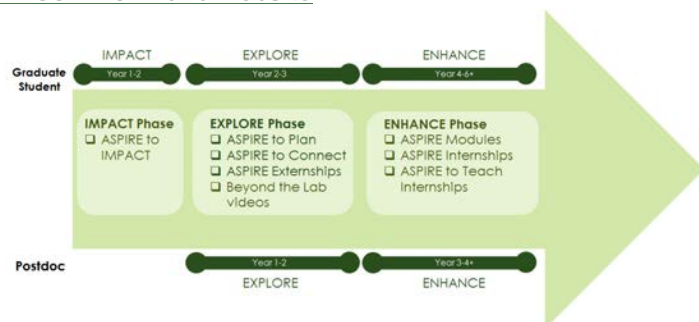 IMPACT
EXPLORE
ENHANCE
Graduate
Student
Year 1-2
Year 2-3
Year 4-6+
IMPACT Phase
ASPIRE to
IMPACT
EXPLORE Phase
ASPIRE to Plan
ASPIRE to Connect
ASPIRE Externships
Beyond the Lab
videos
ENHANCE Phase
ASPIRE Modules
ASPIRE Internships
ASPIRE to Teach
Internships
Postdoc
Year 1-2
Year 3-4+
EXPLORE
ENHANCE